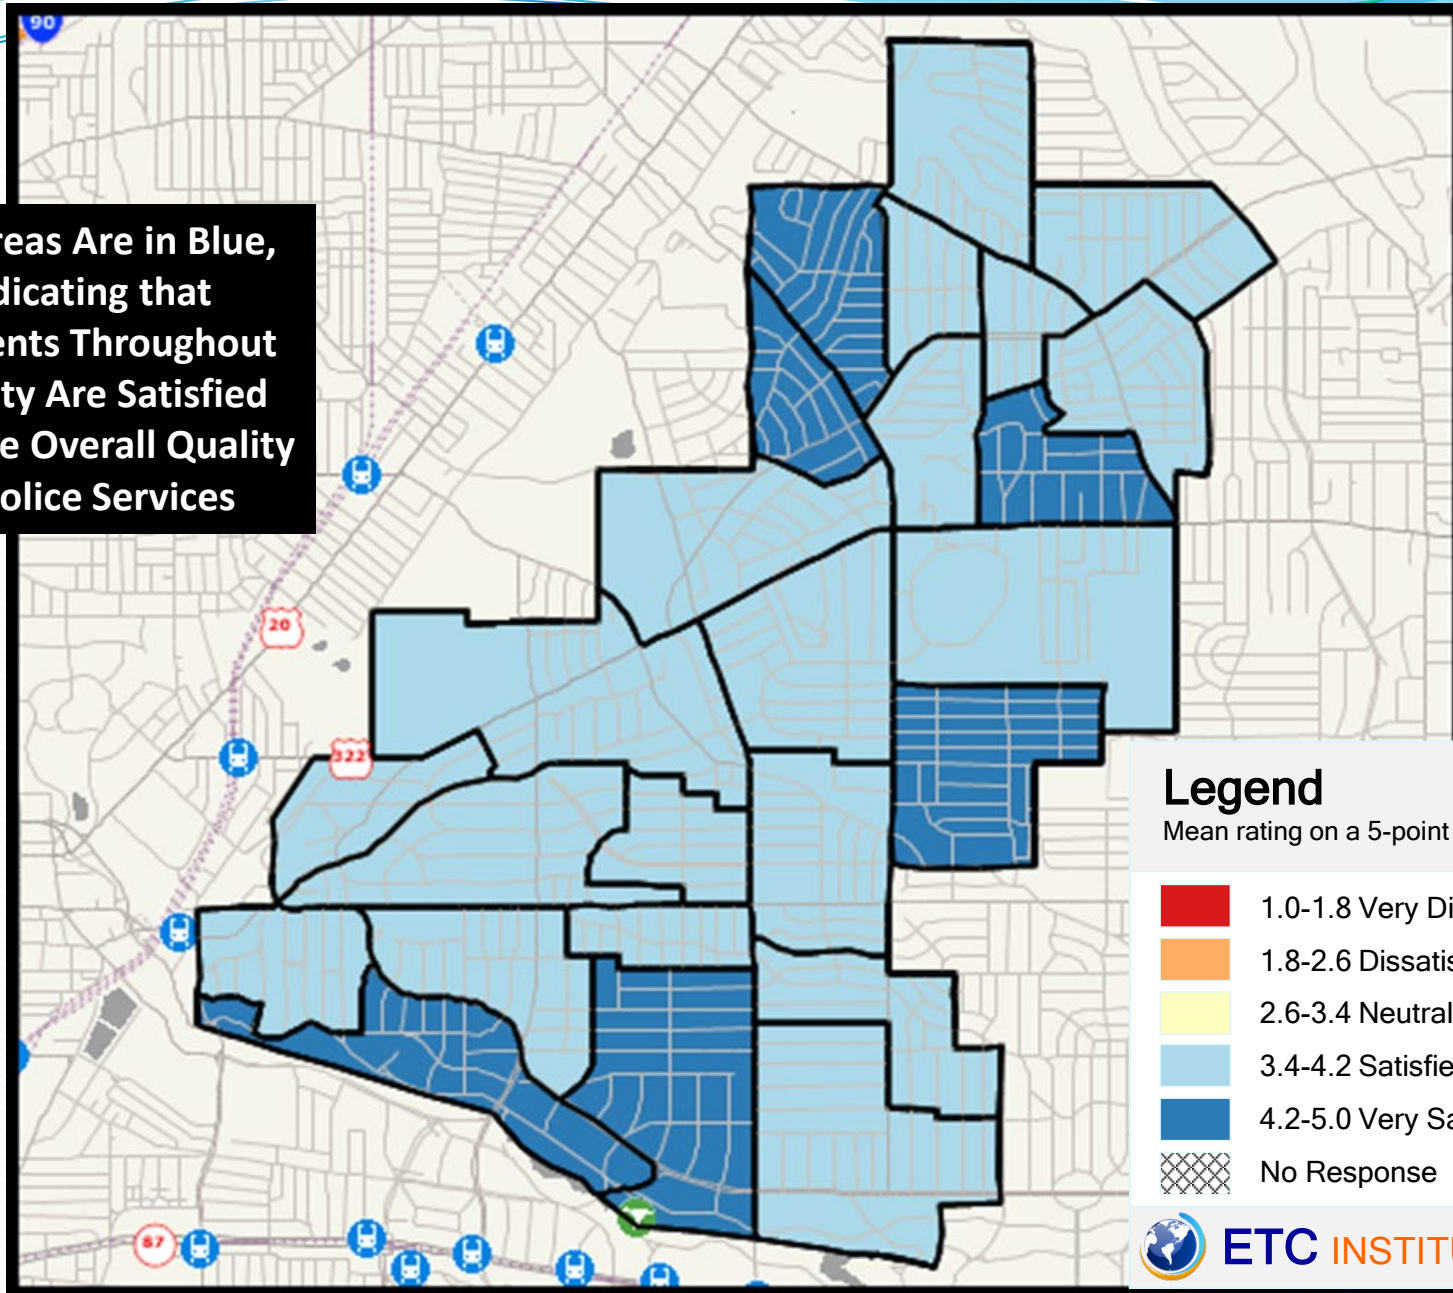 90
reas Are in Blue,
dicating that
ents Throughout
ty Are Satisfied
e Overall Quality
olice Services
20
322
87
Legend
Mean rating on a 5-point
1.0-1.8 Very Di
1.8-2.6 Dissatis
2.6-3.4 Neutral
3.4-4.2 Satisfie
4.2-5.0 Very Sa
No Response
ETC INSTITU